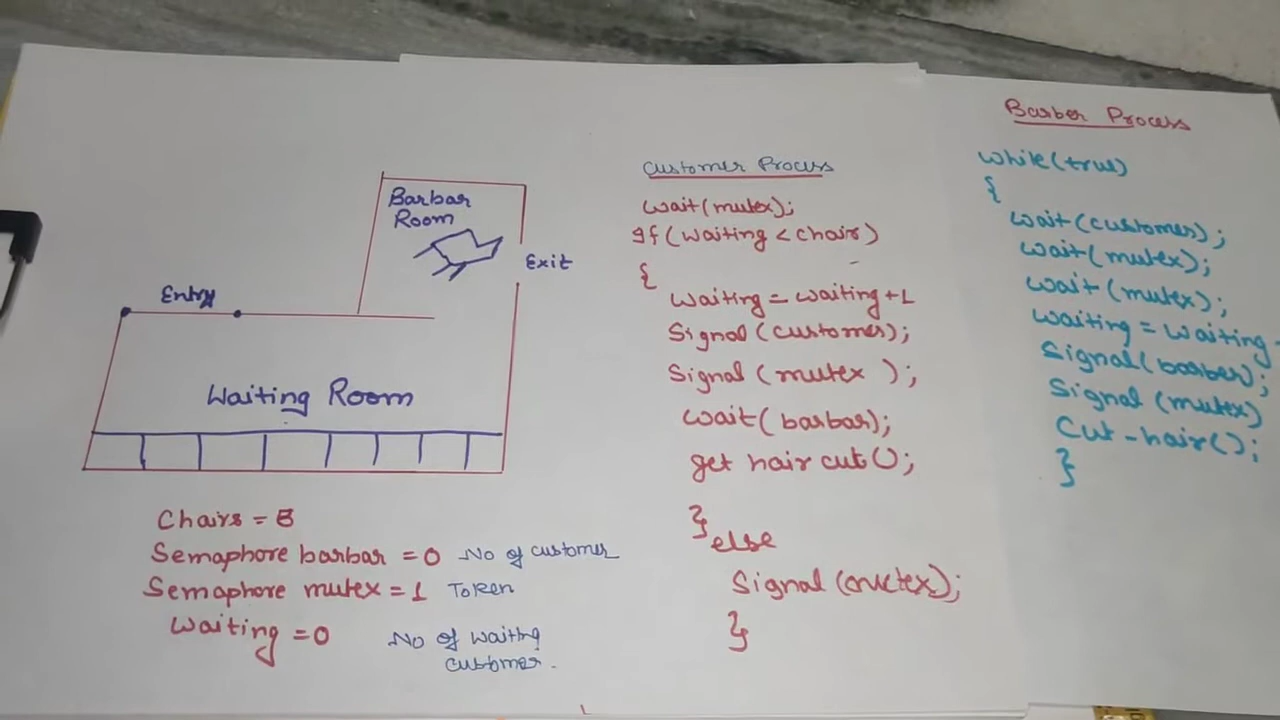 Barbar
Room
Exit
Entry
Waiting Room
Chairs = 8
Semaphore barbar = 0 No of customer
Semaphore mutex = 1 Token
Waiting = 0 No of waiting
customer.
Customer Process
wait(mutex);
If(waiting < chair)
{
waiting = waiting +1
Signal (customer);
Signal (mutex );
wait( barbar);
get hair cut();
}
else
Signal (mutex);
}
Barber Process
while(true)
{
wait(customer);
wait(mutex);
wait(mutex);
waiting = waiting -
Signal(barber);
Signal (mutex)
Cut-hair();
}